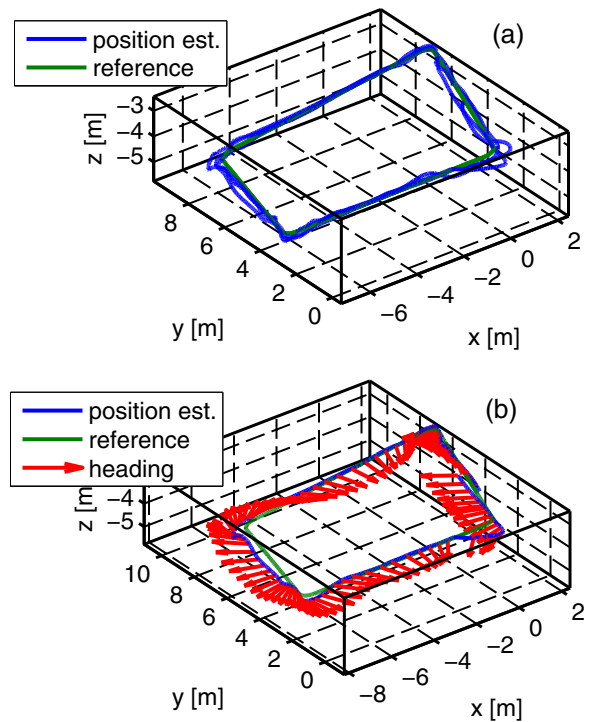 (a)
position est.
reference
z [m]
−3
−4
−5
8
6
4
2
0
y [m]
−6
−4
−2
0
2
x [m]
(b)
position est.
reference
heading
z [m]
−4
−5
10
8
6
4
2
0
y [m]
−8
−6
−4
−2
0
2
x [m]